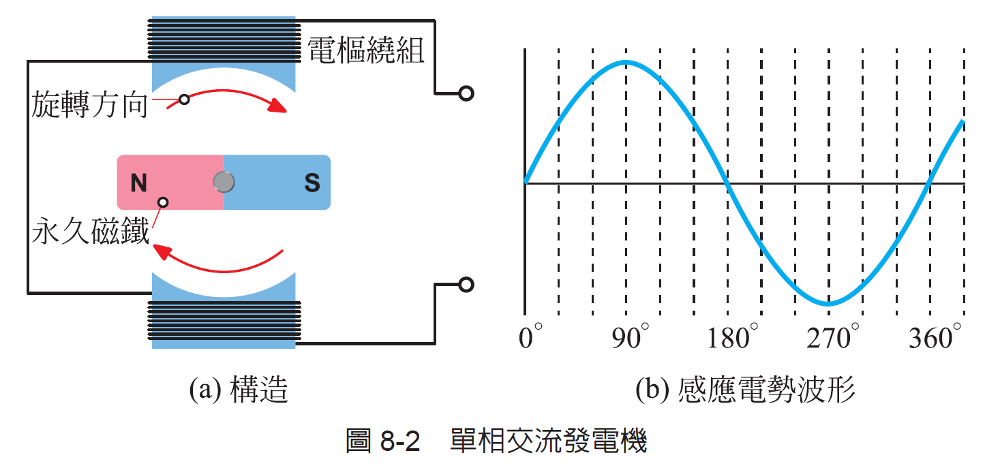 電樞繞組
旋轉方向
N
S
永久磁鐵
0° 90° 180° 270° 360°
(a) 構造
(b) 感應電勢波形
圖 8-2 單相交流發電機